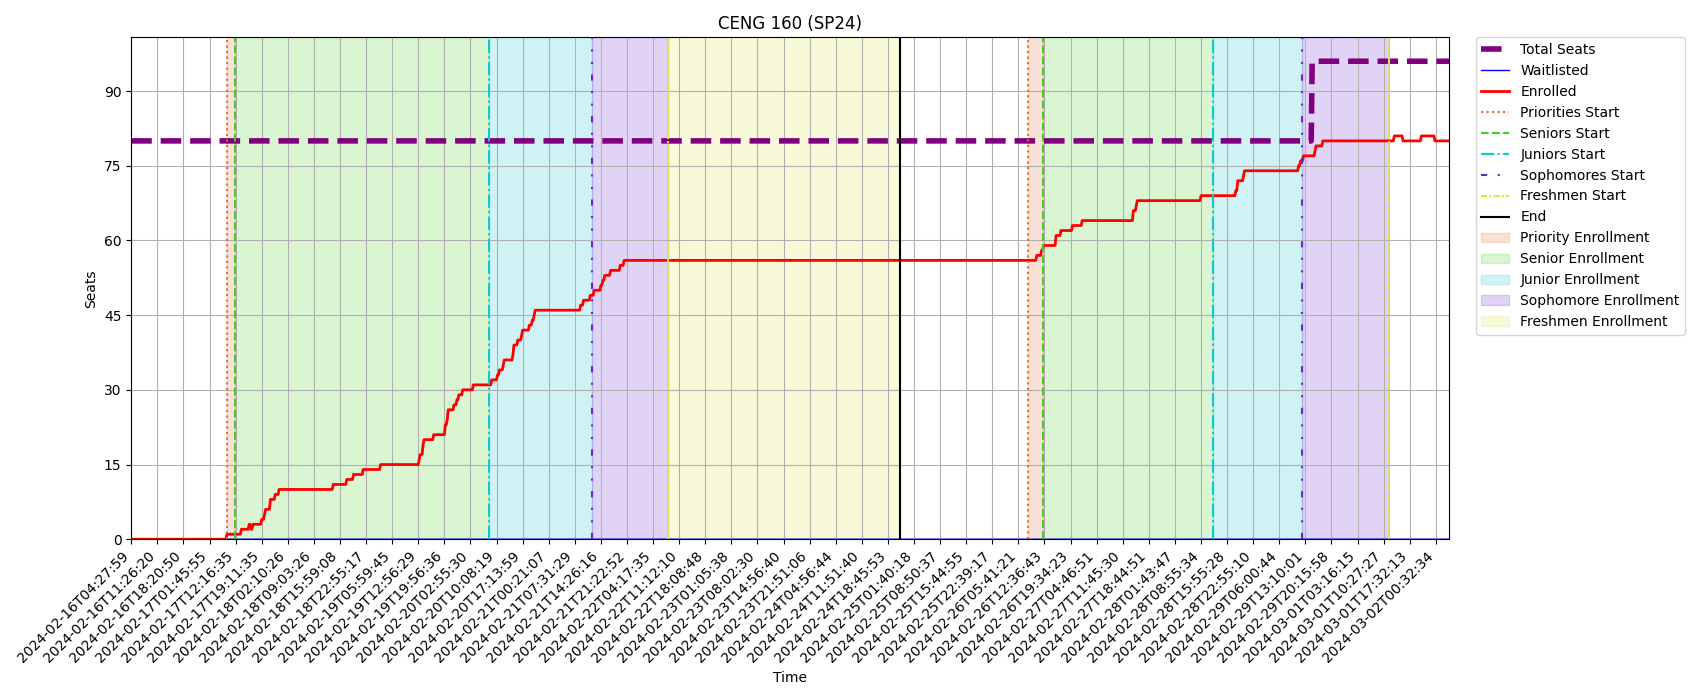 CENG 160 (SP24)
Total Seats
Waitlisted
Enrolled
Priorities Start
Seniors Start
Juniors Start
Sophomores Start
Freshmen Start
End
Priority Enrollment
Senior Enrollment
Junior Enrollment
Sophomore Enrollment
Freshmen Enrollment
Seats
90
75
60
45
30
15
0
2024-02-16T04:27:59
2024-02-16T11:26:20
2024-02-16T18:20:50
2024-02-17T01:45:55
2024-02-17T12:16:35
2024-02-17T19:11:35
2024-02-18T02:10:26
2024-02-18T09:03:26
2024-02-18T15:59:08
2024-02-18T22:55:17
2024-02-19T05:59:45
2024-02-19T12:56:29
2024-02-19T19:56:36
2024-02-20T02:55:30
2024-02-20T10:08:19
2024-02-20T17:13:59
2024-02-21T00:21:07
2024-02-21T07:31:29
2024-02-21T14:26:16
2024-02-21T21:22:52
2024-02-22T04:17:35
2024-02-22T11:12:10
2024-02-22T18:08:48
2024-02-23T01:05:38
2024-02-23T08:02:30
2024-02-23T14:56:40
2024-02-23T21:51:06
2024-02-24T04:56:44
2024-02-24T11:51:40
2024-02-24T18:45:53
2024-02-25T01:40:18
2024-02-25T08:50:37
2024-02-25T15:44:55
2024-02-25T22:39:17
2024-02-26T05:41:21
2024-02-26T12:36:43
2024-02-26T19:34:23
2024-02-27T04:46:51
2024-02-27T11:45:30
2024-02-27T18:44:51
2024-02-28T01:43:47
2024-02-28T08:55:34
2024-02-28T15:55:28
2024-02-28T22:55:10
2024-02-29T06:00:44
2024-02-29T13:10:01
2024-02-29T20:15:58
2024-03-01T03:16:15
2024-03-01T10:27:27
2024-03-01T17:32:13
2024-03-02T00:32:34
Time